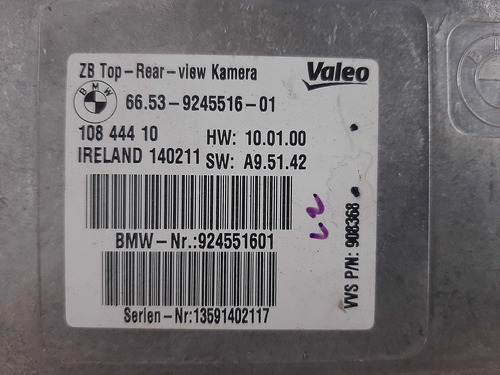 ZB Top-Rear-view Kamera
Valeo
BMW
66.53-9245516-01
108 444 10 HW: 10.01.00
IRELAND 140211 SW: A9.51.42
BMW-Nr.:924551601
Serien-Nr:13591402117
VVS P/N: 908368